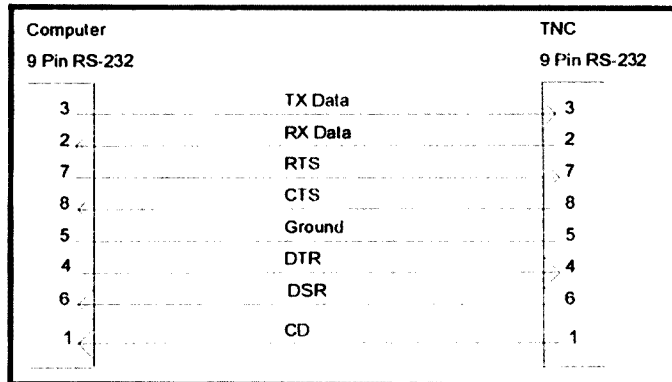 Computer TNC
9 Pin RS-232 9 Pin RS-232
3 TX Data 3
2 RX Data 2
7 RTS 7
8 CTS 8
5 Ground 5
4 DTR 4
6 DSR 6
1 CD 1